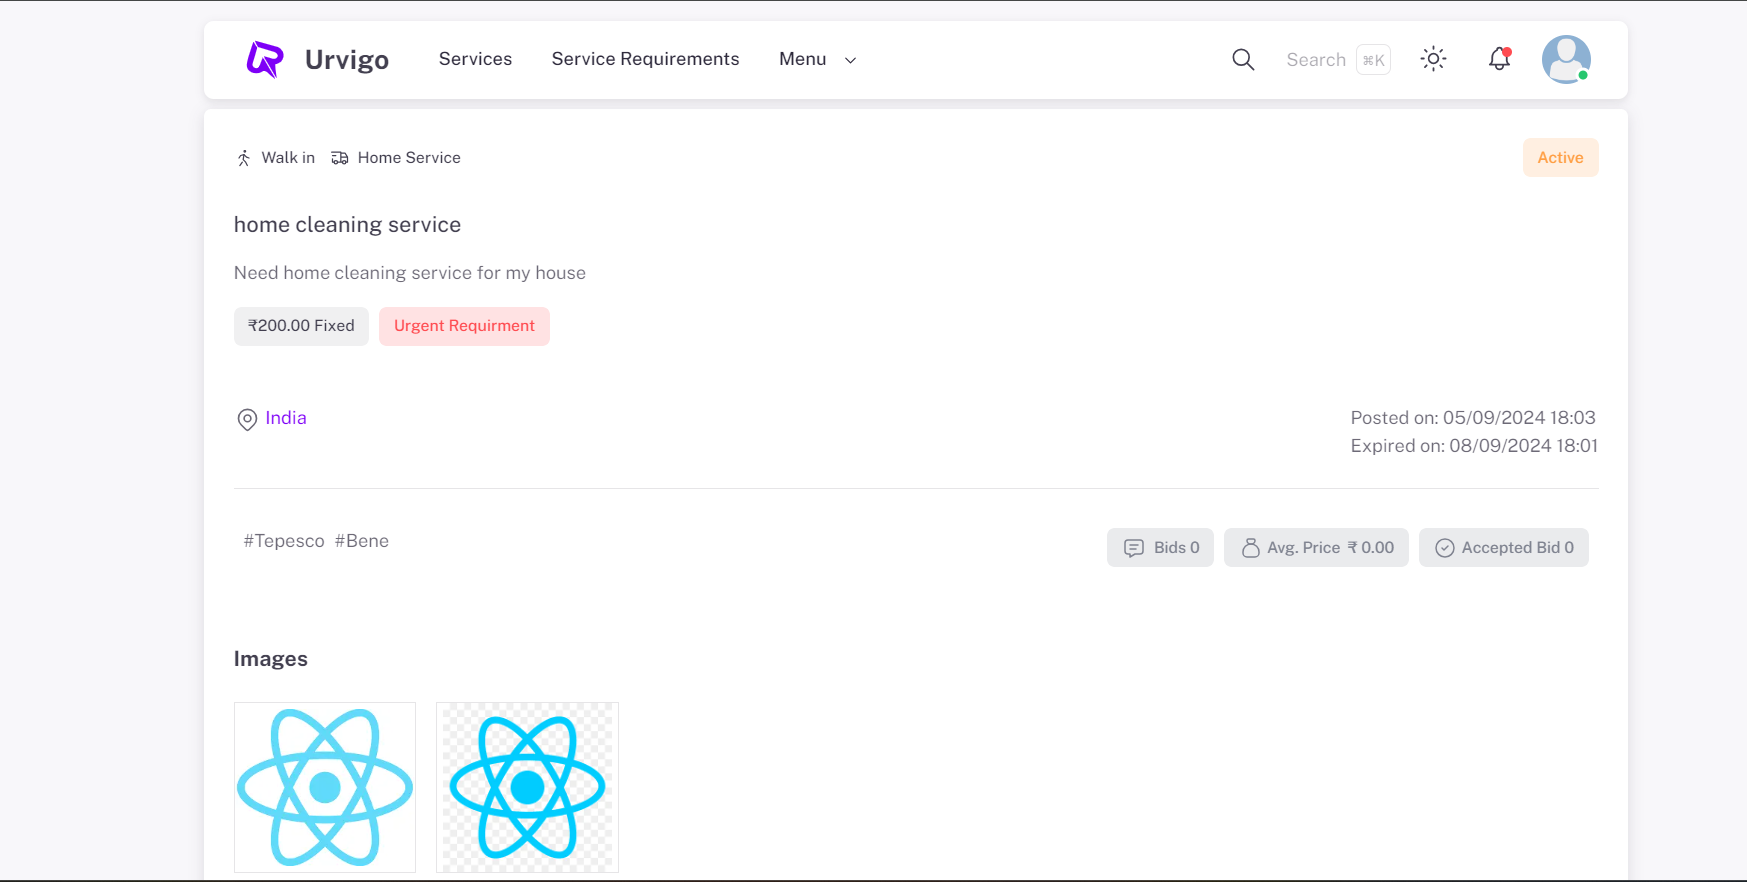 Urvigo Services Service Requirements Menu Search ⌘K
Walk in Home Service Active
home cleaning service
Need home cleaning service for my house
₹200.00 Fixed Urgent Requirment
India Posted on: 05/09/2024 18:03
Expired on: 08/09/2024 18:01
#Tepesco #Bene Bids 0 Avg. Price ₹ 0.00 Accepted Bid 0
Images